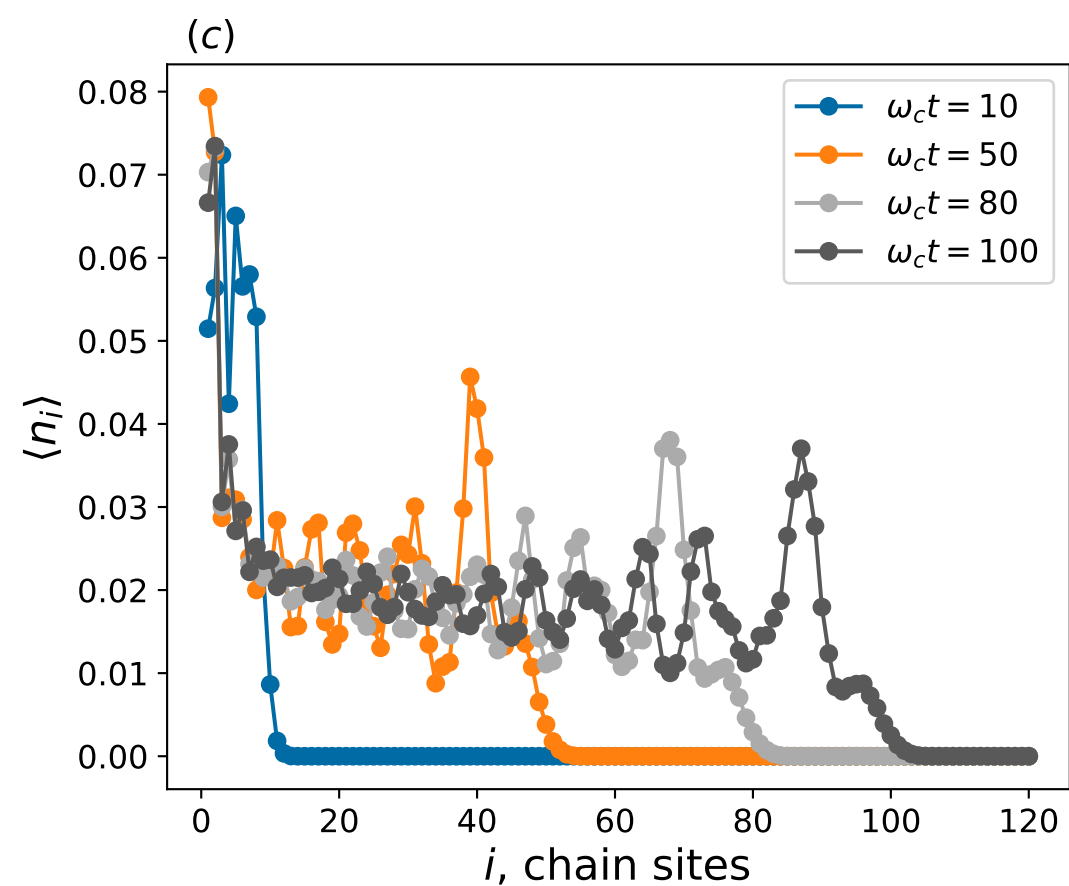 (c)
0.08
0.07
0.06
0.05
0.04
0.03
0.02
0.01
0.00
⟨nᵢ⟩
ω_c t = 10
ω_c t = 50
ω_c t = 80
ω_c t = 100
0 20 40 60 80 100 120
i, chain sites